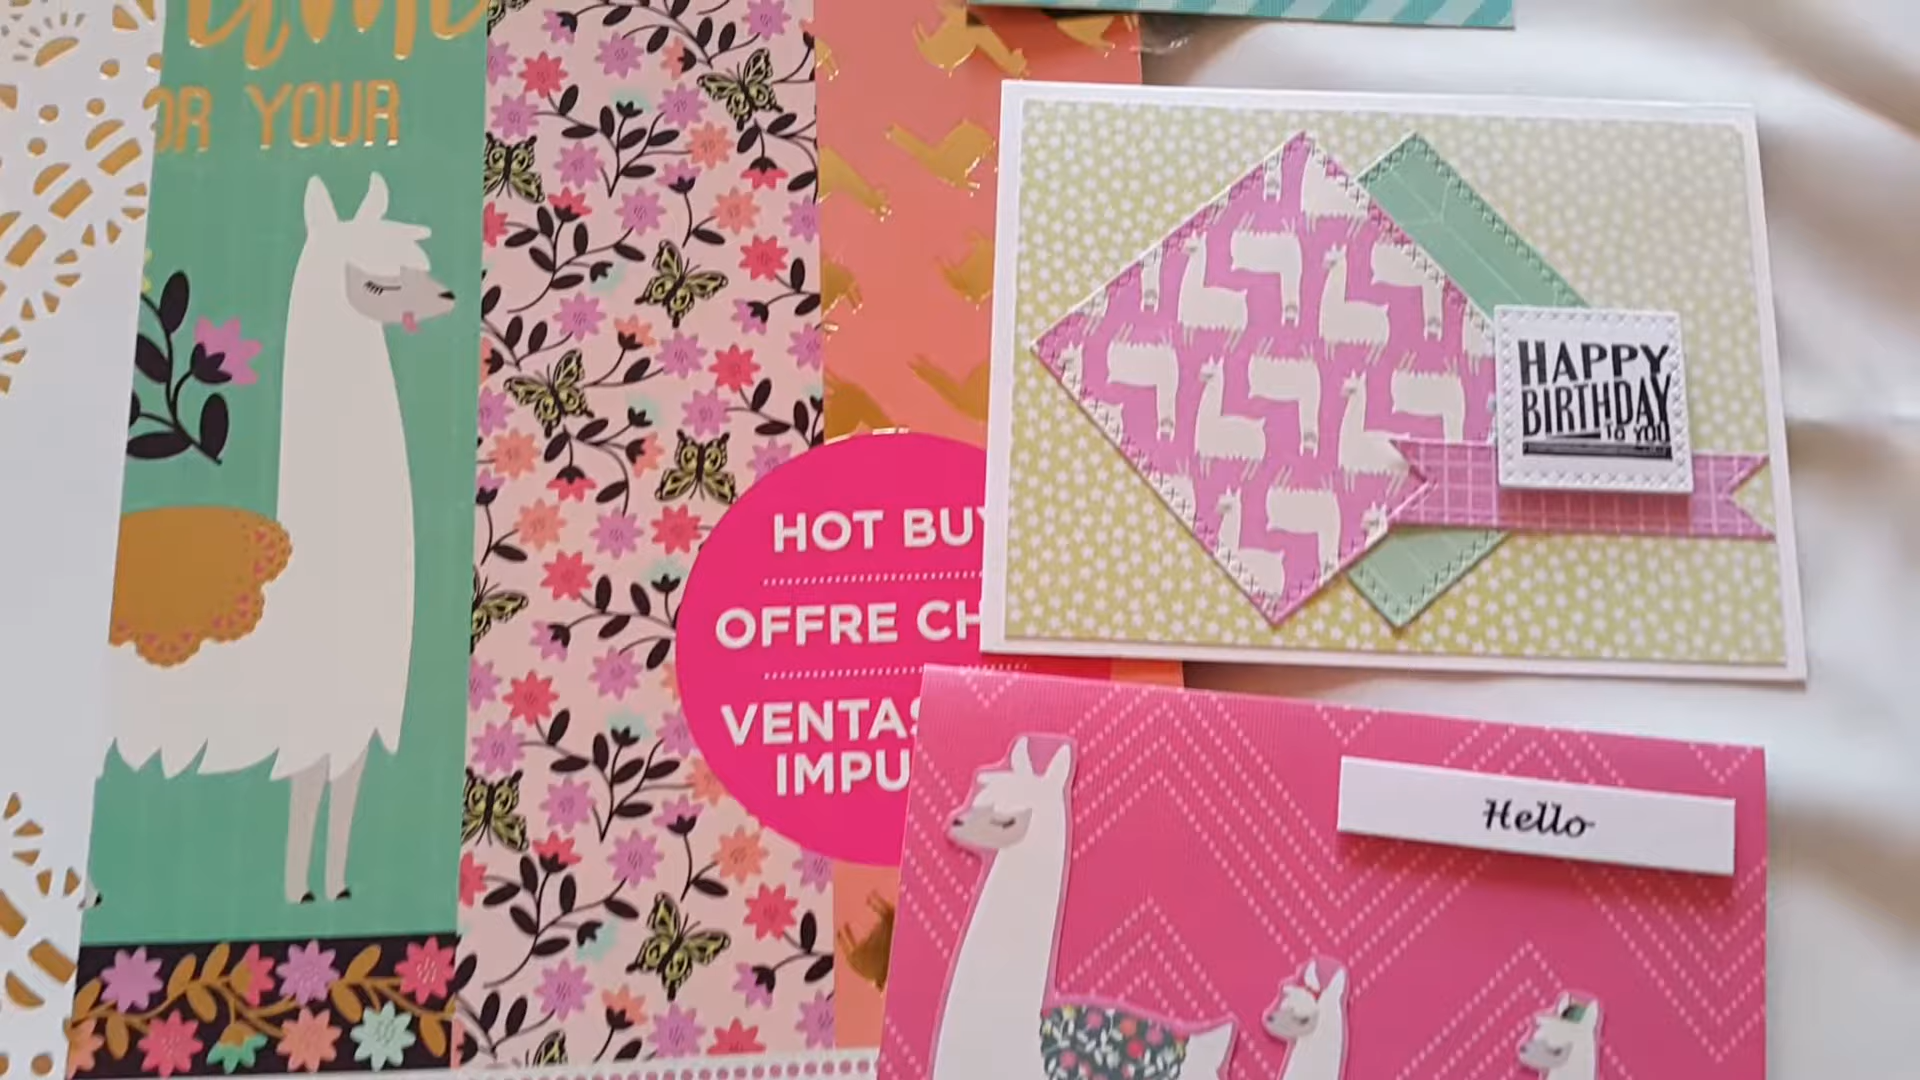 OR YOUR
HOT BUY
OFFRE CH
VENTAS
IMPU
HAPPY
BIRTHDAY
TO YOU
Hello